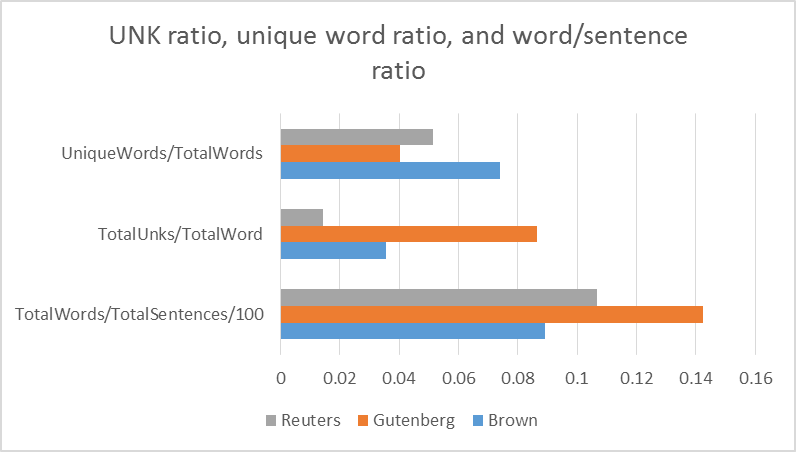 UNK ratio, unique word ratio, and word/sentence
ratio
UniqueWords/TotalWords
TotalUnks/TotalWord
TotalWords/TotalSentences/100
0 0.02 0.04 0.06 0.08 0.1 0.12 0.14 0.16
Reuters Gutenberg Brown